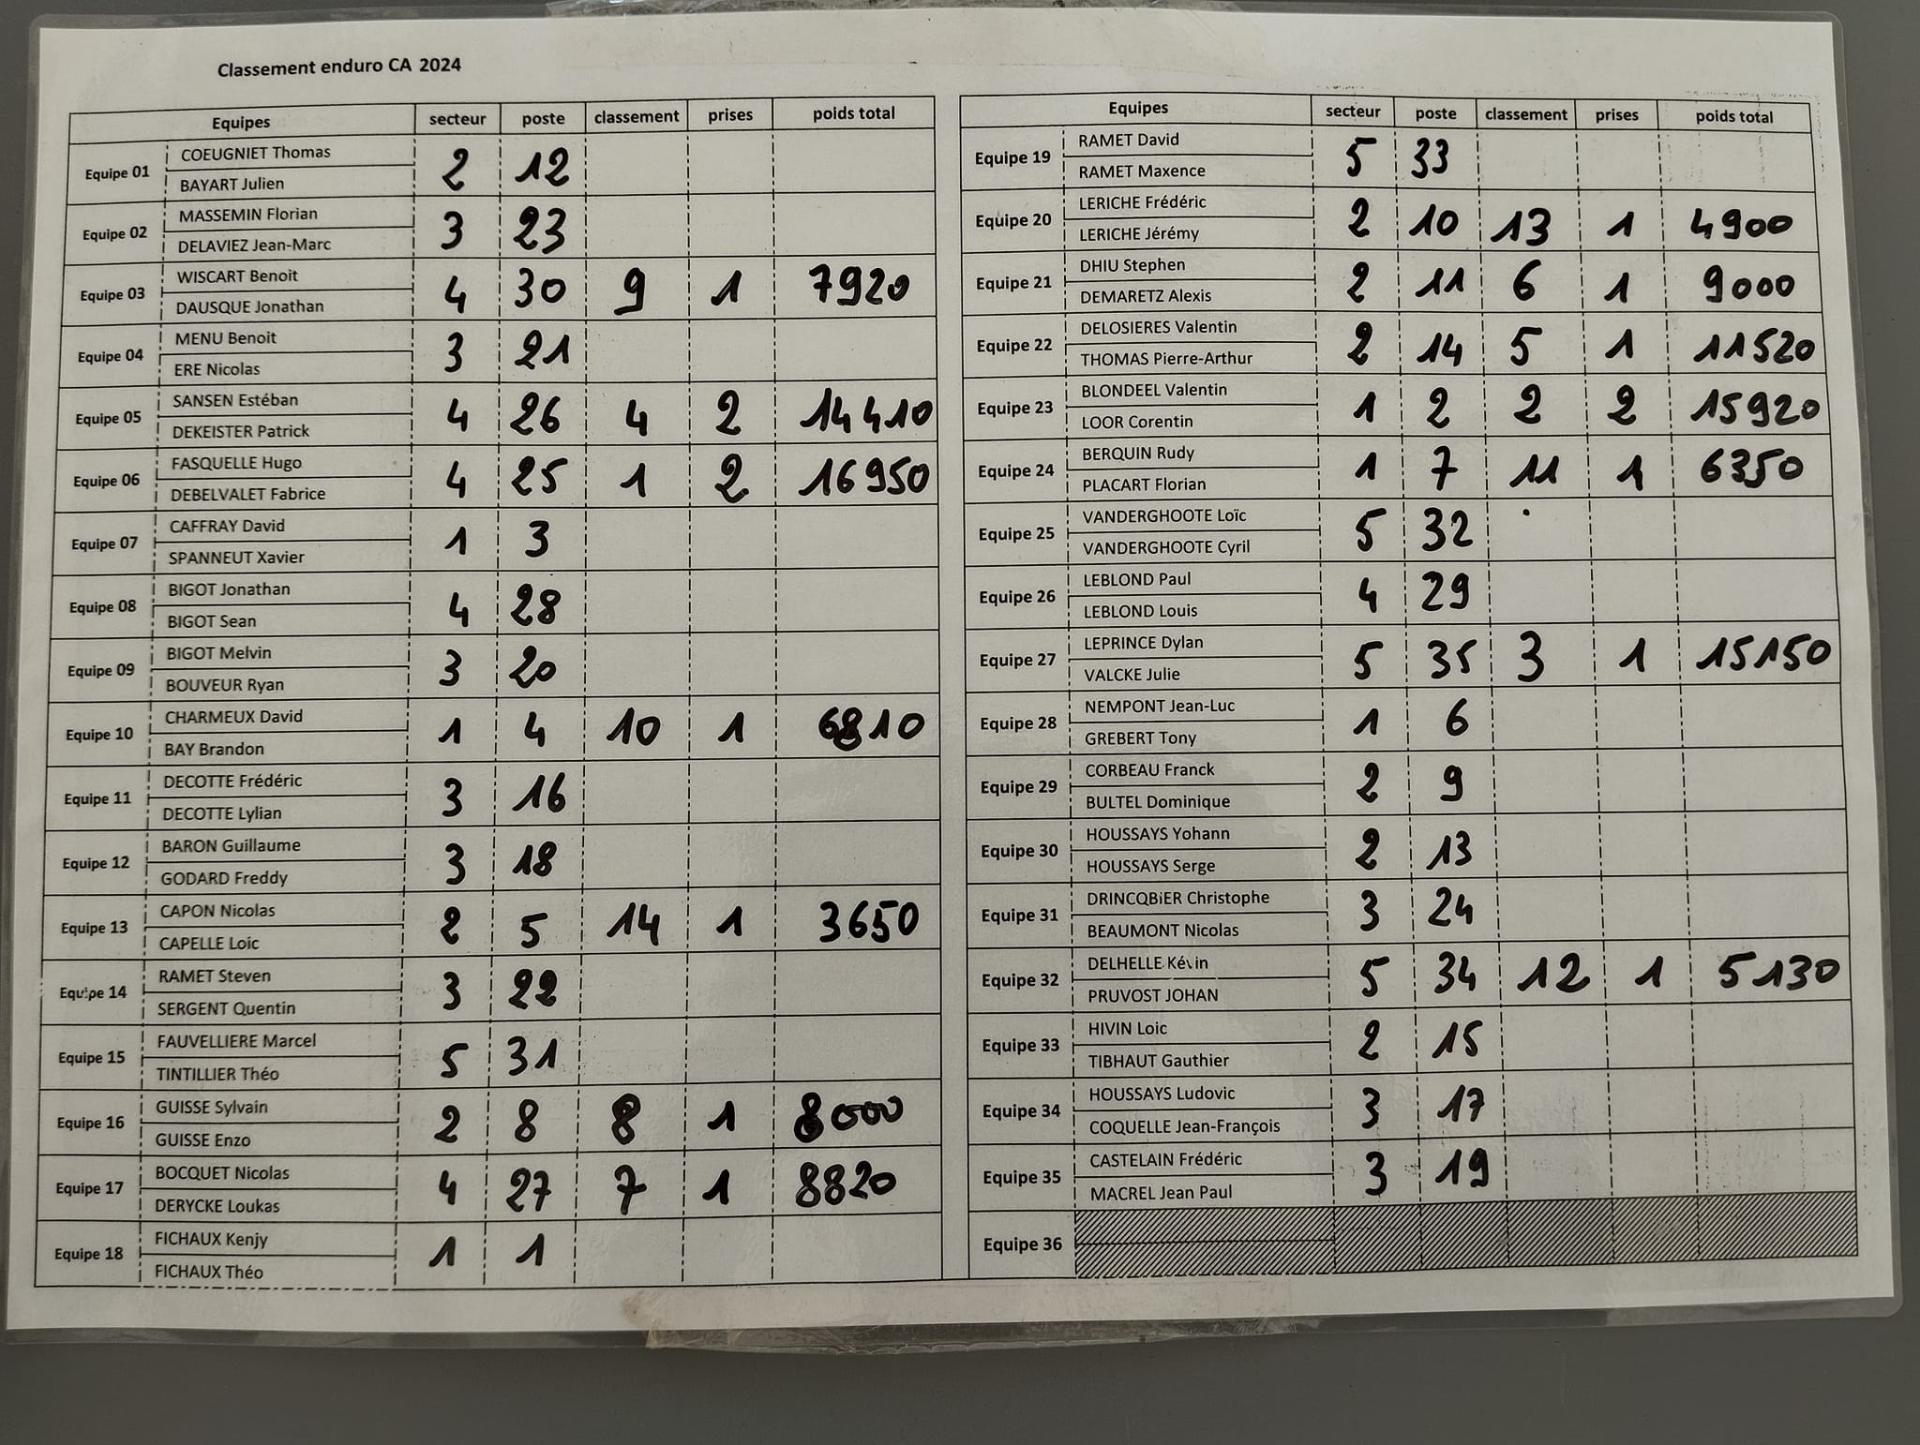 Classement enduro CA 2024
Equipes secteur poste classement prises poids total
Equipe 01 COEUGNIET Thomas 2 12
BAYART Julien
Equipe 02 MASSEMIN Florian 3 23
DELAVIEZ Jean-Marc
Equipe 03 WISCART Benoit 4 30 9 1 7920
DAUSQUE Jonathan
Equipe 04 MENU Benoit 3 21
ERE Nicolas
Equipe 05 SANSEN Estéban 4 26 4 2 14410
DEKEISTER Patrick
Equipe 06 FASQUELLE Hugo 4 25 1 2 16950
DEBELVALET Fabrice
Equipe 07 CAFFRAY David 1 3
SPANNEUT Xavier
Equipe 08 BIGOT Jonathan 4 28
BIGOT Sean
Equipe 09 BIGOT Melvin 3 20
BOUVEUR Ryan
Equipe 10 CHARMEUX David 1 4 10 1 6810
BAY Brandon
Equipe 11 DECOTTE Frédéric 3 16
DECOTTE Lylian
Equipe 12 BARON Guillaume 3 18
GODARD Freddy
Equipe 13 CAPON Nicolas 2 5 14 1 3650
CAPELLE Loic
Equipe 14 RAMET Steven 3 22
SERGENT Quentin
Equipe 15 FAUVELLIERE Marcel 5 31
TINTILLIER Théo
Equipe 16 GUISSE Sylvain 2 8 8 1 8000
GUISSE Enzo
Equipe 17 BOCQUET Nicolas 4 27 7 1 8820
DERYCKE Loukas
Equipe 18 FICHAUX Kenjy 1 1
FICHAUX Théo
Equipes secteur poste classement prises poids total
Equipe 19 RAMET David 5 33
RAMET Maxence
Equipe 20 LERICHE Frédéric 2 10 13 1 4900
LERICHE Jérémy
Equipe 21 DHIU Stephen 2 11 6 1 9000
DEMARETZ Alexis
Equipe 22 DELOSIERES Valentin 2 14 5 1 11520
THOMAS Pierre-Arthur
Equipe 23 BLONDEEL Valentin 1 2 2 2 15920
LOOR Corentin
Equipe 24 BERQUIN Rudy 1 7 11 1 6350
PLACART Florian
Equipe 25 VANDERGHOOTE Loïc 5 32
VANDERGHOOTE Cyril
Equipe 26 LEBLOND Paul 4 29
LEBLOND Louis
Equipe 27 LEPRINCE Dylan 5 35 3 1 15150
VALCKE Julie
Equipe 28 NEMPONT Jean-Luc 1 6
GREBERT Tony
Equipe 29 CORBEAU Franck 2 9
BULTEL Dominique
Equipe 30 HOUSSAYS Yohann 2 13
HOUSSAYS Serge
Equipe 31 DRINCQBiER Christophe 3 24
BEAUMONT Nicolas
Equipe 32 DELHELLE Kévin 5 34 12 1 5130
PRUVOST JOHAN
Equipe 33 HIVIN Loic 2 15
TIBHAUT Gauthier
Equipe 34 HOUSSAYS Ludovic 3 17
COQUELLE Jean-François
Equipe 35 CASTELAIN Frédéric 3 19
MACREL Jean Paul
Equipe 36